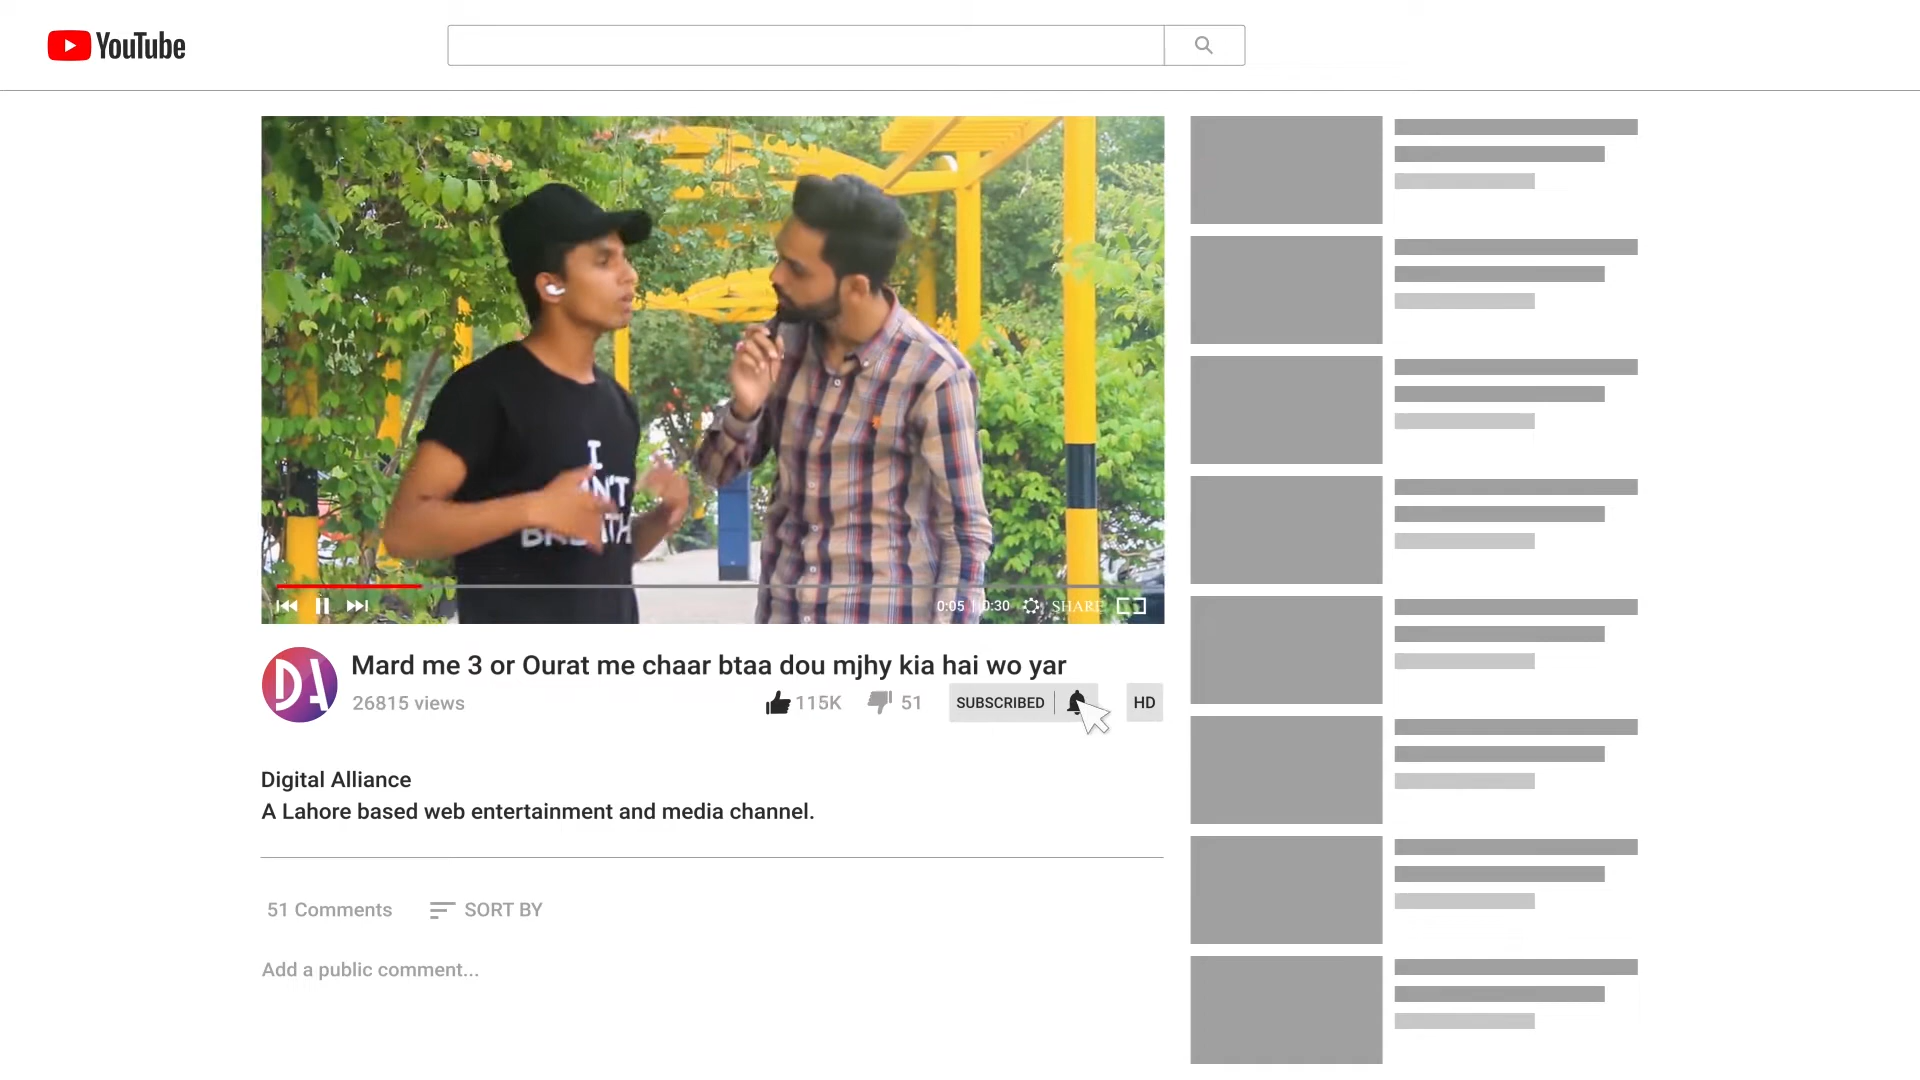 YouTube
I
BREATH
0:05 | 0:30 SHARE
DA
Mard me 3 or Ourat me chaar btaa dou mjhy kia hai wo yar
26815 views
115K 51 SUBSCRIBED HD
Digital Alliance
A Lahore based web entertainment and media channel.
51 Comments SORT BY
Add a public comment...